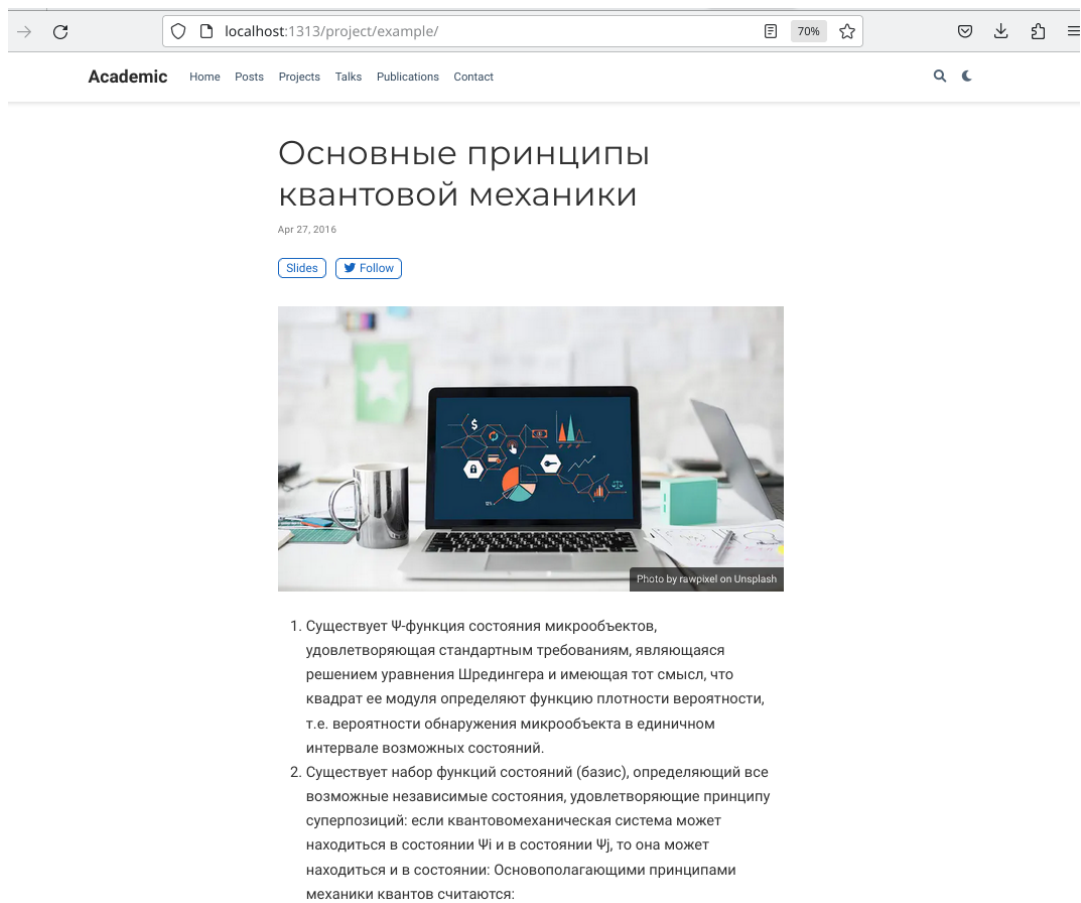 localhost:1313/project/example/
70%
Academic Home Posts Projects Talks Publications Contact
Основные принципы
квантовой механики
Apr 27, 2016
Slides Follow
$
Photo by rawpixel on Unsplash
1. Существует Ψ-функция состояния микрообъектов,
удовлетворяющая стандартным требованиям, являющаяся
решением уравнения Шредингера и имеющая тот смысл, что
квадрат ее модуля определяют функцию плотности вероятности,
т.е. вероятности обнаружения микрообъекта в единичном
интервале возможных состояний.
2. Существует набор функций состояний (базис), определяющий все
возможные независимые состояния, удовлетворяющие принципу
суперпозиций: если квантовомеханическая система может
находиться в состоянии Ψi и в состоянии Ψj, то она может
находиться и в состоянии: Основополагающими принципами
механики квантов считаются: